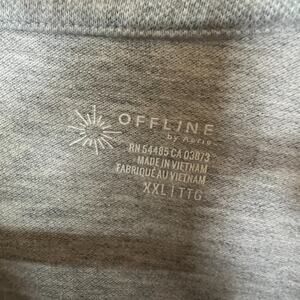 OFFLINE
by Aerie
RN 54485 CA 03873
MADE IN VIETNAM
FABRIQUÉ AU VIETNAM
XXL | TTG